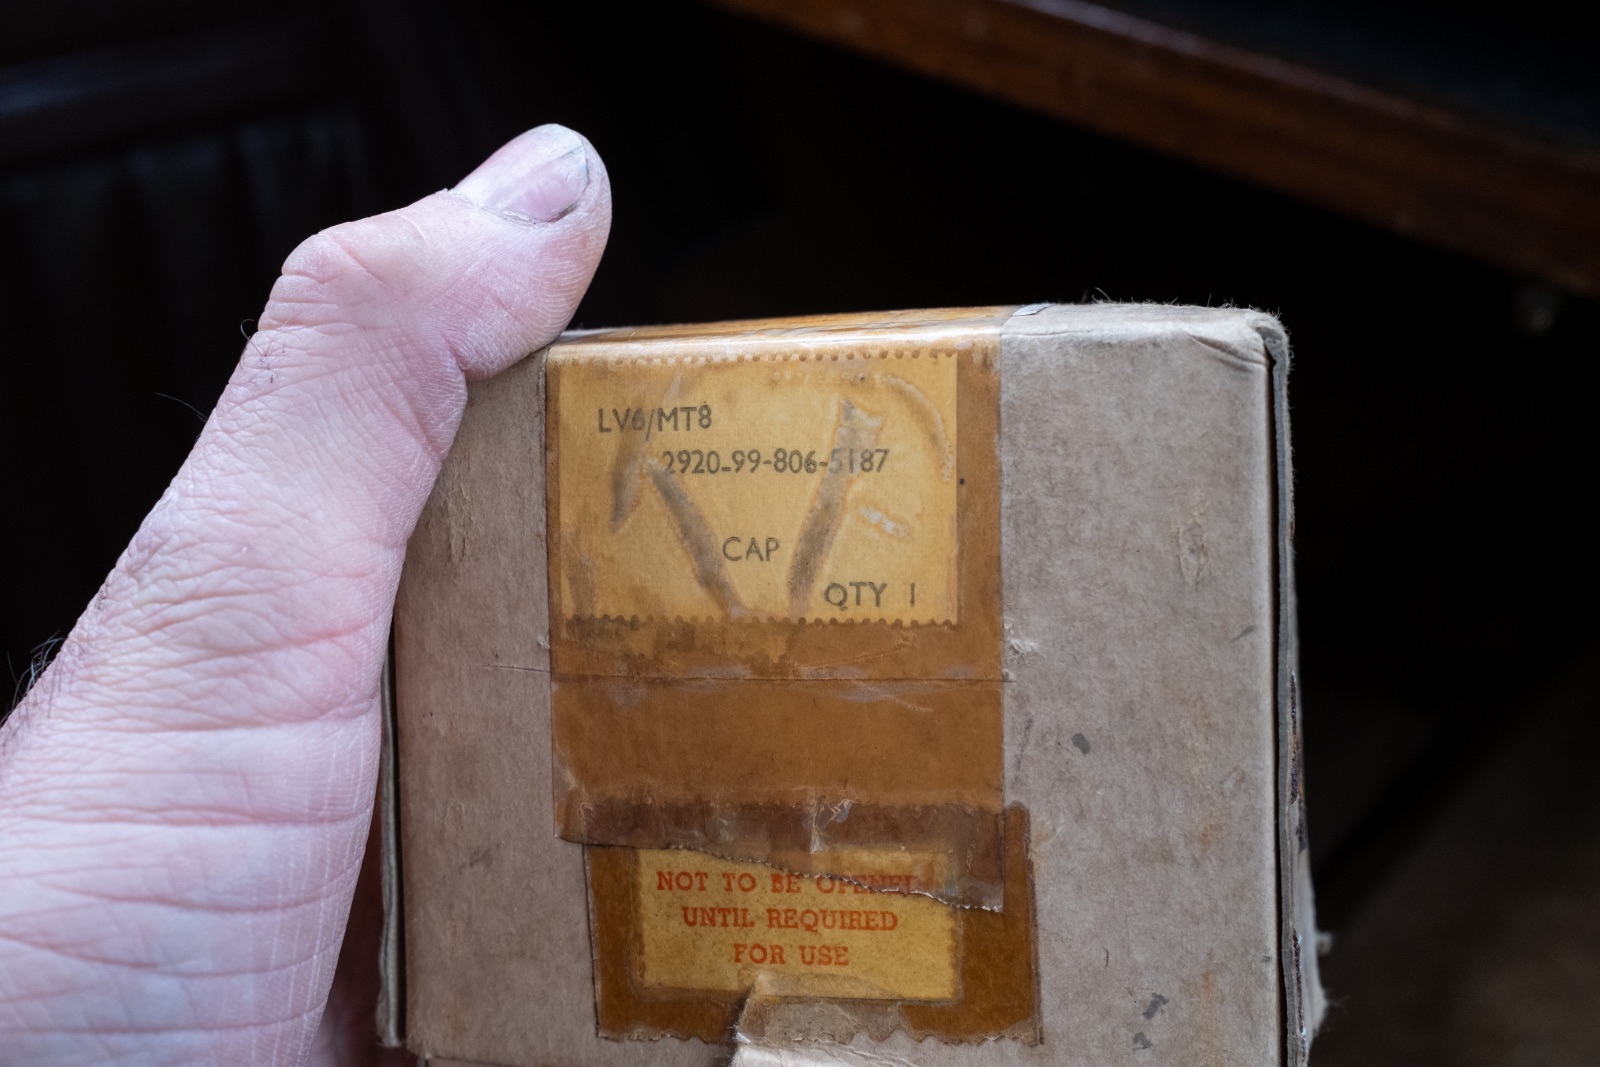 LV6/MT8
2920-99-806-5187
CAP
QTY 1
NOT TO BE OPENED
UNTIL REQUIRED
FOR USE